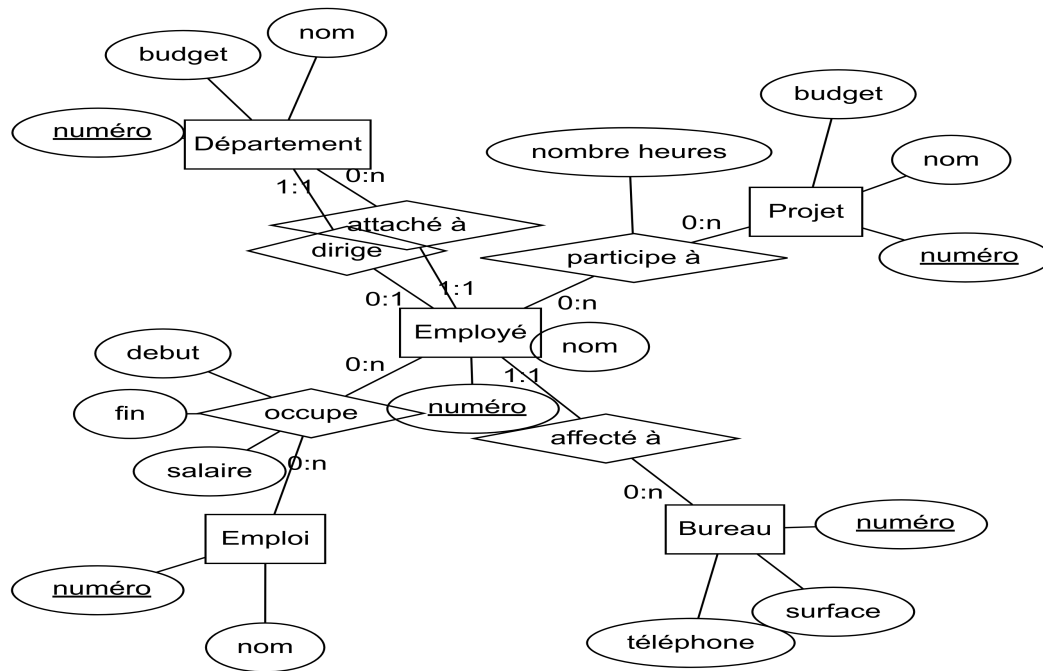 nom
budget
numéro
Département
budget
nombre heures
nom
Projet
numéro
1:1
0:n
attaché à
dirige
0:n
participe à
0:1
1:1
0:n
Employé
nom
debut
0:n
1:1
numéro
fin
occupe
affecté à
salaire
0:n
0:n
Emploi
Bureau
numéro
numéro
surface
nom
téléphone